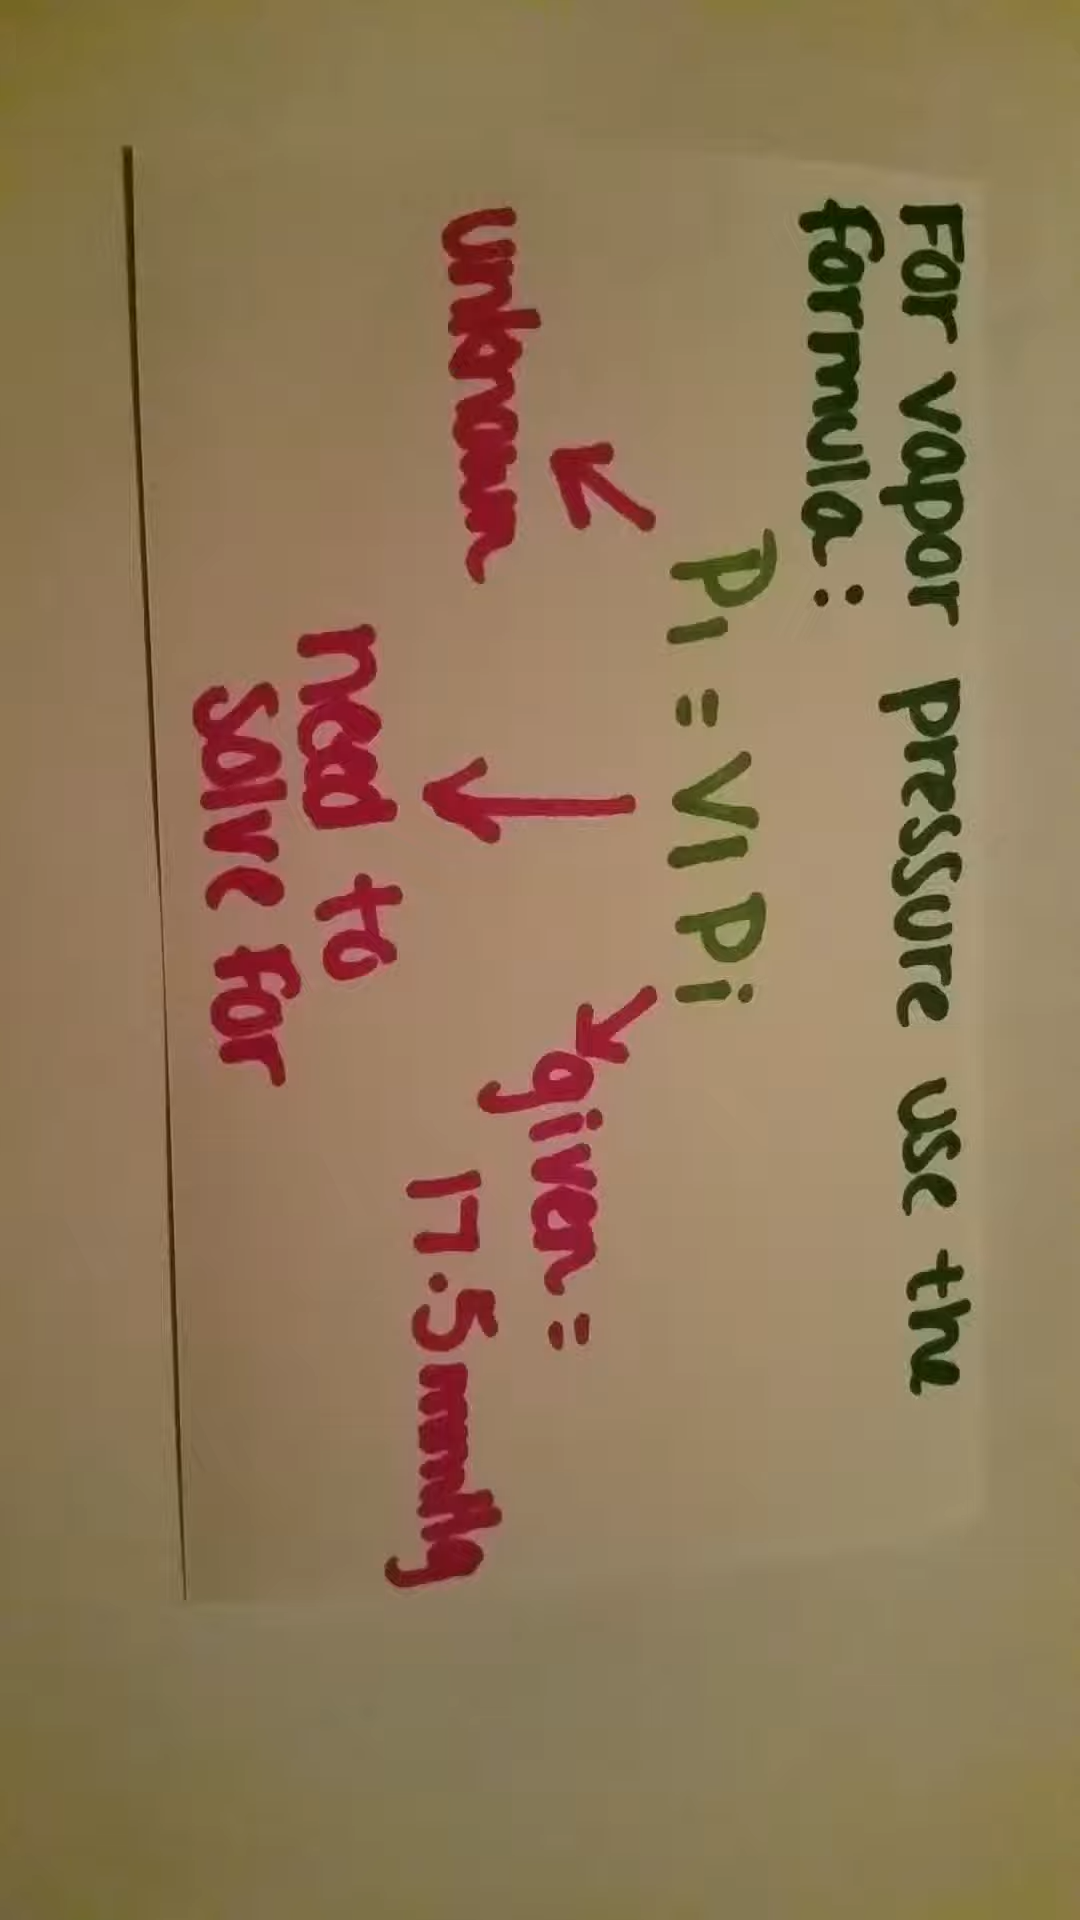 For vapor pressure use the
formula:
P1 = V1 Pi
unknown
given =
17.5 mmHg
need to
solve for